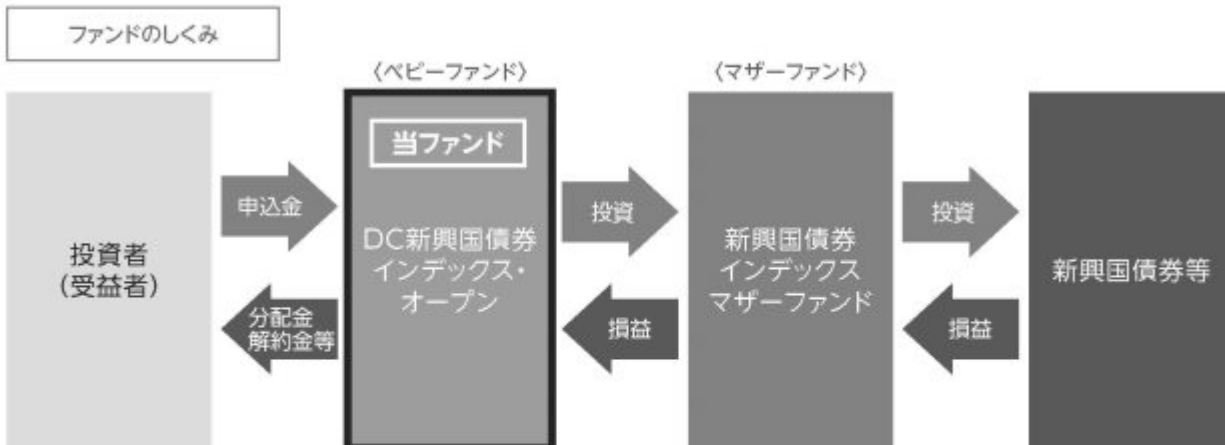 ファンドのしくみ
〈ベビーファンド〉
〈マザーファンド〉
投資者
（受益者）
申込金
分配金
解約金等
当ファンド
DC新興国債券
インデックス・
オープン
投資
損益
新興国債券
インデックス
マザーファンド
投資
損益
新興国債券等